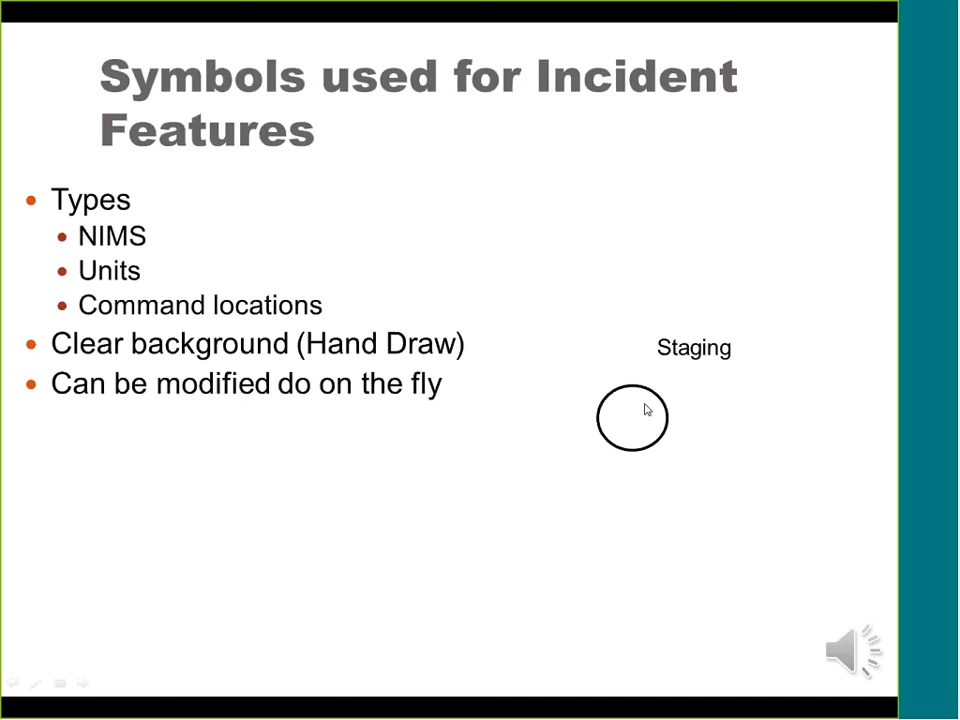 Symbols used for Incident
Features
Types
NIMS
Units
Command locations
Clear background (Hand Draw)
Can be modified do on the fly
Staging